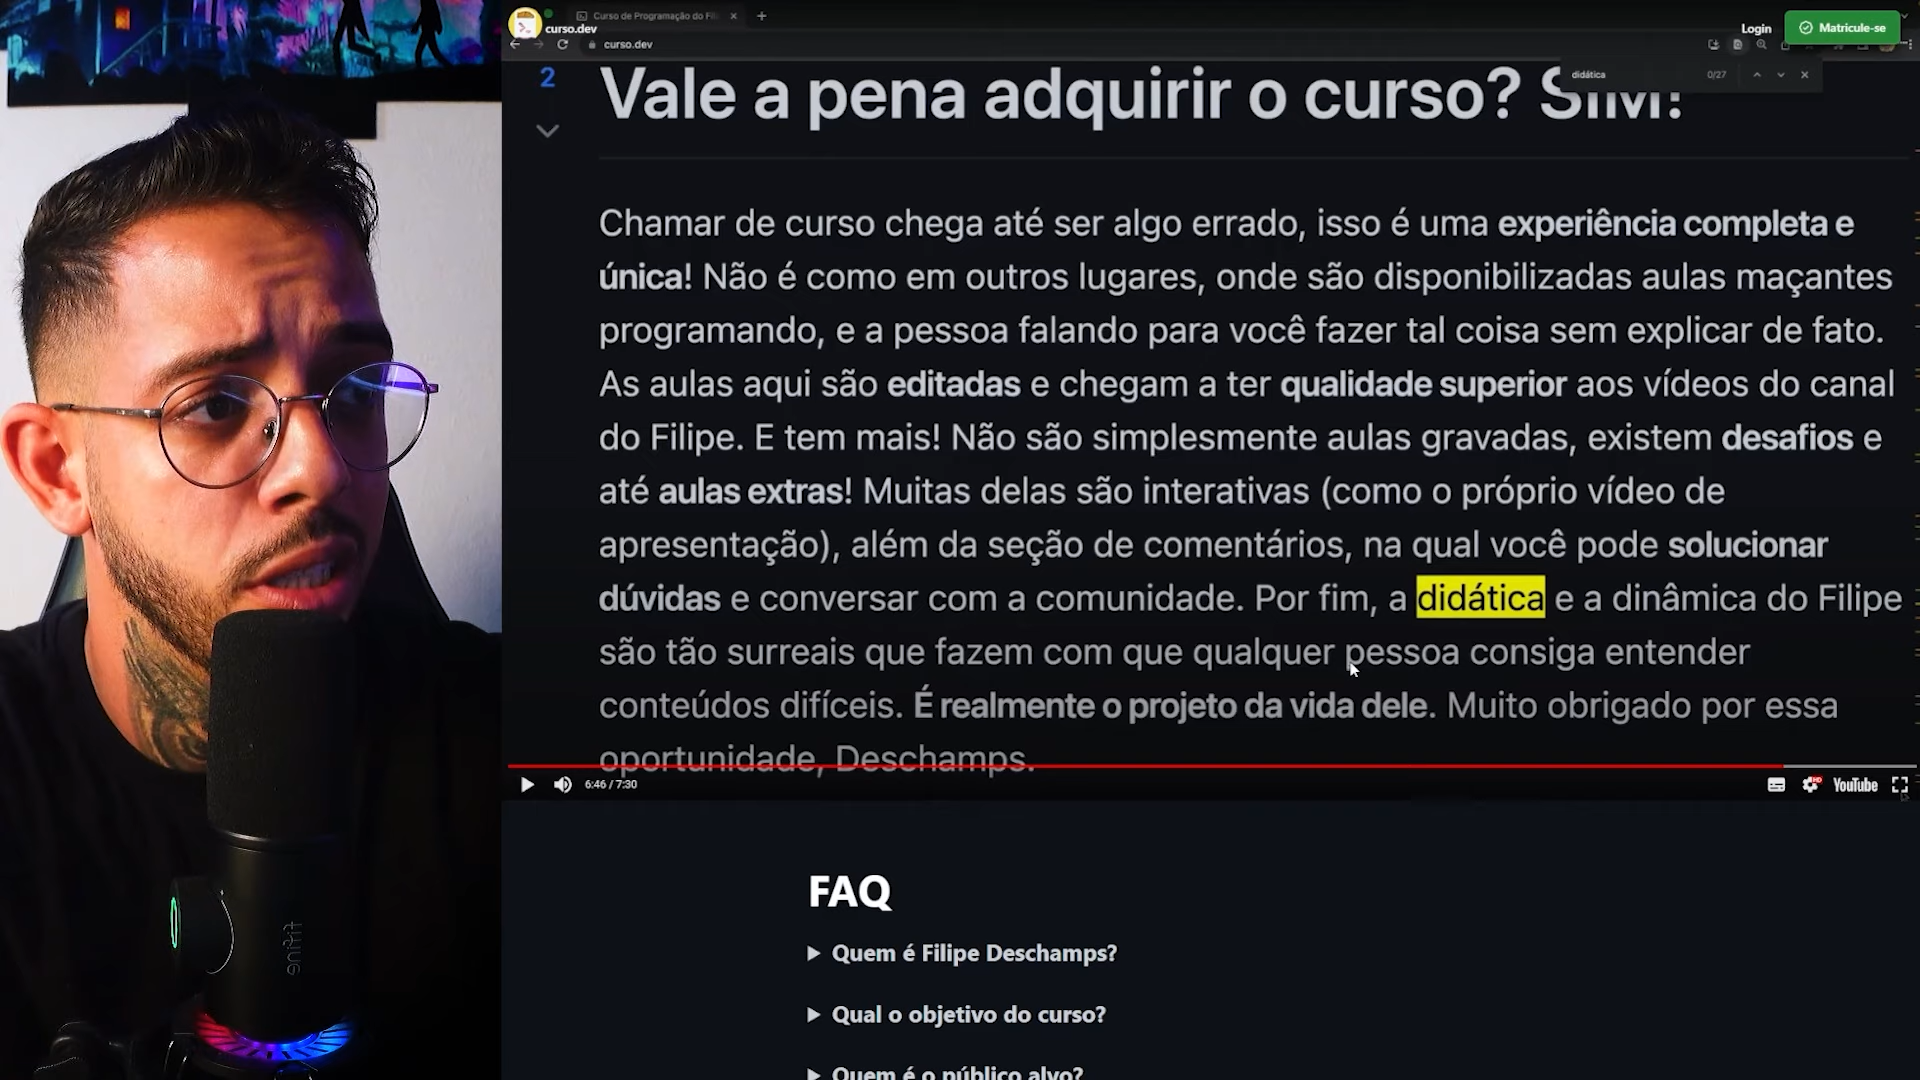 Curso de Programação do Fili
curso.dev
Login
Matricule-se
curso.dev
didática 0/27
2
Vale a pena adquirir o curso? SIM!
Chamar de curso chega até ser algo errado, isso é uma experiência completa e
única! Não é como em outros lugares, onde são disponibilizadas aulas maçantes
programando, e a pessoa falando para você fazer tal coisa sem explicar de fato.
As aulas aqui são editadas e chegam a ter qualidade superior aos vídeos do canal
do Filipe. E tem mais! Não são simplesmente aulas gravadas, existem desafios e
até aulas extras! Muitas delas são interativas (como o próprio vídeo de
apresentação), além da seção de comentários, na qual você pode solucionar
dúvidas e conversar com a comunidade. Por fim, a didática e a dinâmica do Filipe
são tão surreais que fazem com que qualquer pessoa consiga entender
conteúdos difíceis. É realmente o projeto da vida dele. Muito obrigado por essa
oportunidade, Deschamps.
6:46 / 7:30
HD
YouTube
FAQ
Quem é Filipe Deschamps?
Qual o objetivo do curso?
Quem é o público alvo?
fifine